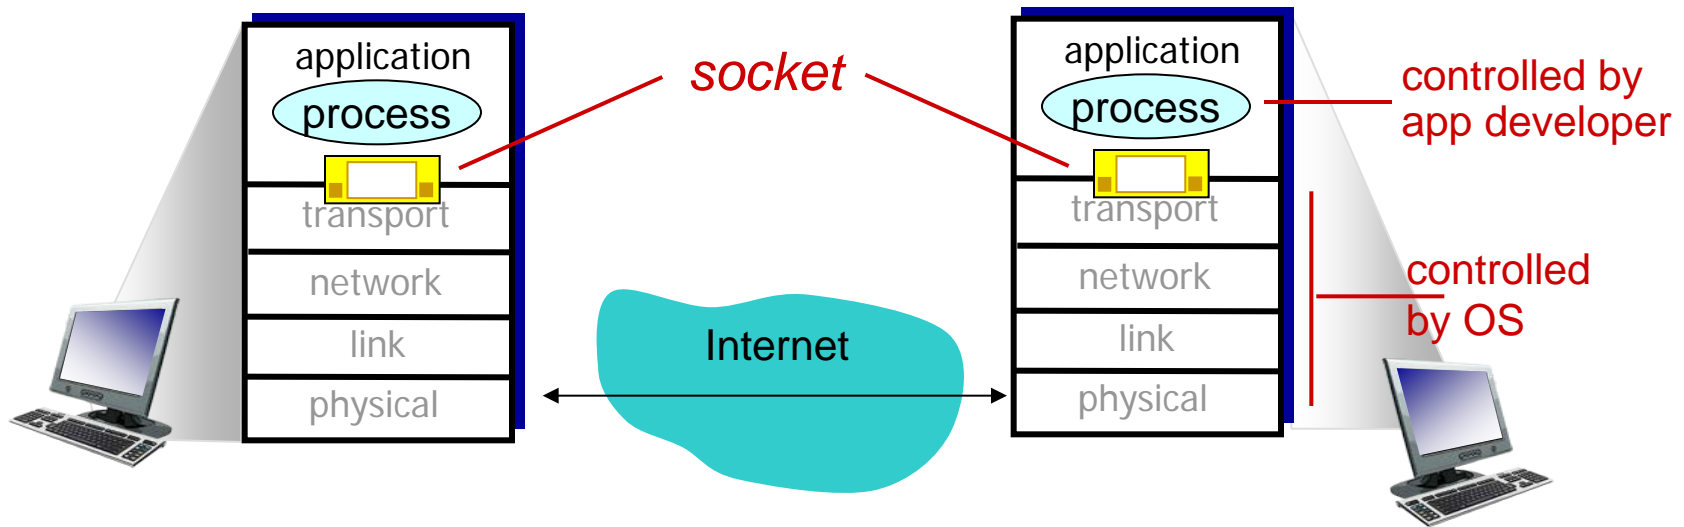 application
process
transport
network
link
physical
socket
Internet
application
process
transport
network
link
physical
controlled by
app developer
controlled
by OS